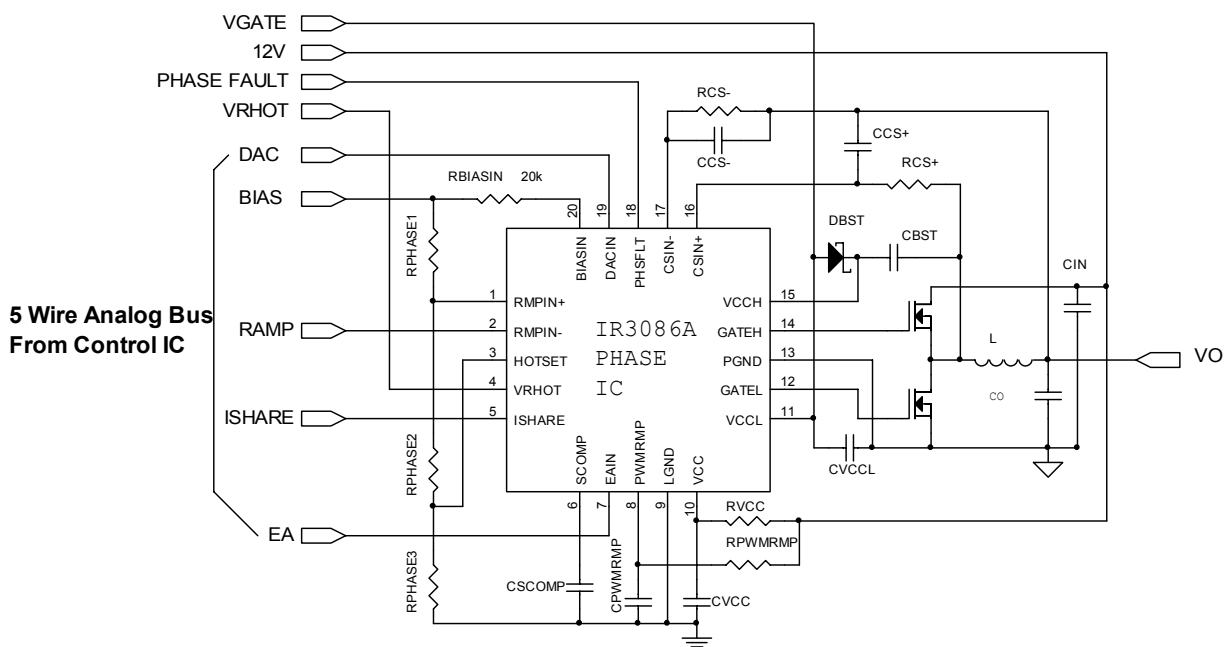 VGATE
12V
PHASE FAULT
VRHOT
DAC
BIAS
5 Wire Analog Bus
From Control IC
RAMP
ISHARE
EA
RBIASIN 20k
RPHASE1
RPHASE2
RPHASE3
RCS-
CCS-
CCS+
RCS+
DBST
CBST
CIN
20
19
18
17
16
BIASIN
DACIN
PHSFLT
CSIN-
CSIN+
1
RMPIN+
2
RMPIN-
3
HOTSET
4
VRHOT
5
ISHARE
IR3086A
PHASE
IC
VCCH
15
GATEH
14
PGND
13
GATEL
12
VCCL
11
SCOMP
EAIN
PWMRMP
LGND
VCC
6
7
8
9
10
L
CO
VO
CVCCL
RVCC
RPWMRMP
CSCOMP
CPWMRMP
CVCC